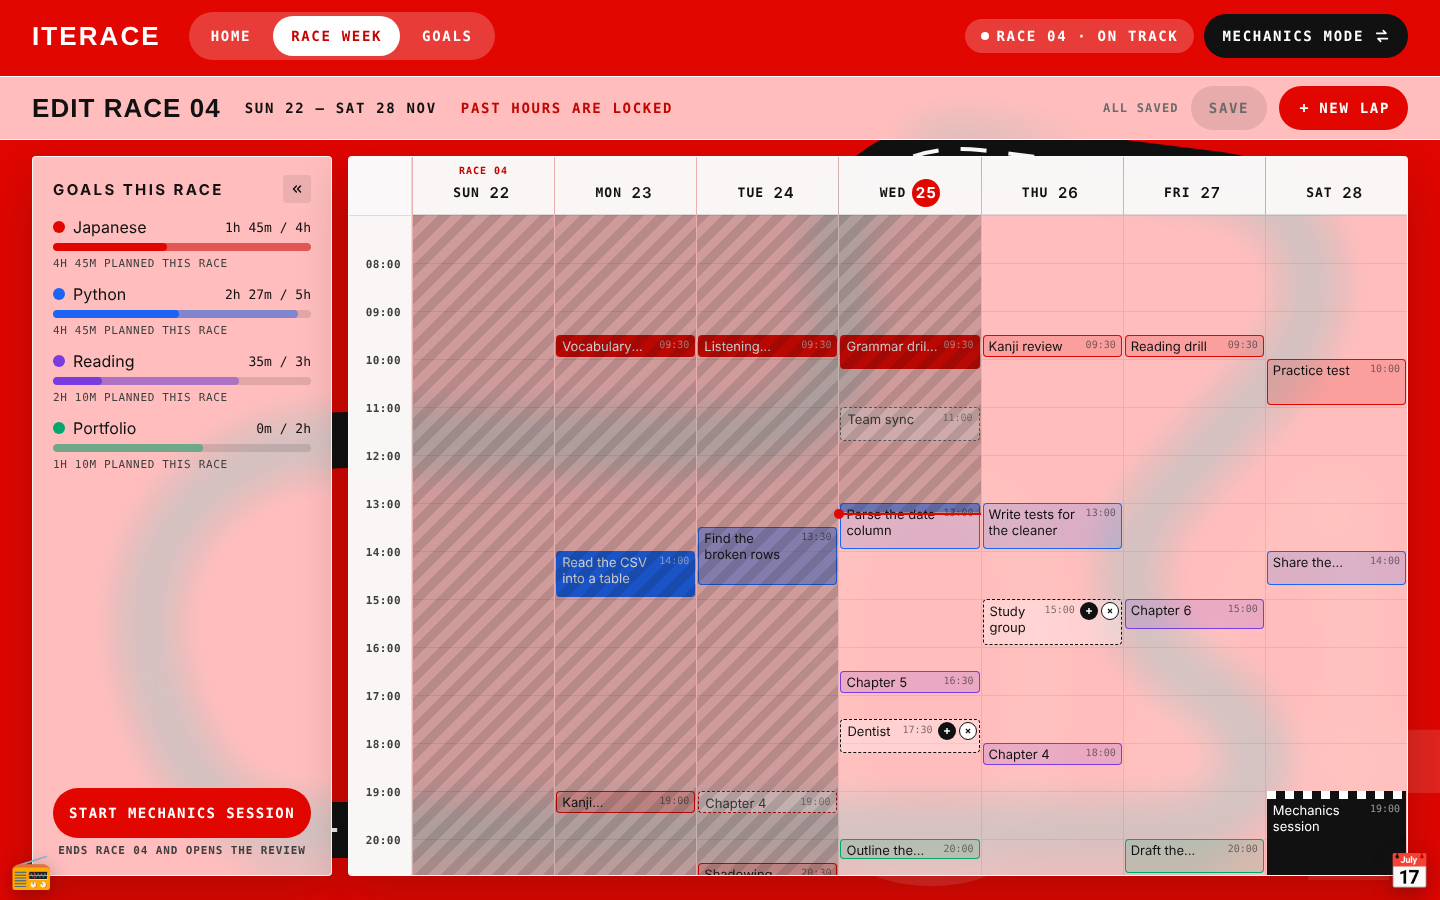 ITERACE
HOME
RACE WEEK
GOALS
RACE 04 · ON TRACK
MECHANICS MODE
EDIT RACE 04
SUN 22 — SAT 28 NOV
PAST HOURS ARE LOCKED
ALL SAVED
SAVE
+ NEW LAP
GOALS THIS RACE
«
Japanese
1h 45m / 4h
4H 45M PLANNED THIS RACE
Python
2h 27m / 5h
4H 45M PLANNED THIS RACE
Reading
35m / 3h
2H 10M PLANNED THIS RACE
Portfolio
0m / 2h
1H 10M PLANNED THIS RACE
START MECHANICS SESSION
ENDS RACE 04 AND OPENS THE REVIEW
RACE 04
SUN 22
MON 23
TUE 24
WED 25
THU 26
FRI 27
SAT 28
08:00
09:00
10:00
11:00
12:00
13:00
14:00
15:00
16:00
17:00
18:00
19:00
20:00
Vocabulary... 09:30
Read the CSV 14:00
into a table
Kanji... 19:00
Listening... 09:30
Find the 13:30
broken rows
Chapter 4 19:00
Shadowing 20:30
Grammar dril... 09:30
Team sync 11:00
Parse the date 13:00
column
Chapter 5 16:30
Dentist 17:30
Outline the... 20:00
Kanji review 09:30
Write tests for 13:00
the cleaner
Study 15:00
group
Chapter 4 18:00
Reading drill 09:30
Chapter 6 15:00
Draft the... 20:00
Practice test 10:00
Share the... 14:00
Mechanics 19:00
session
July
17